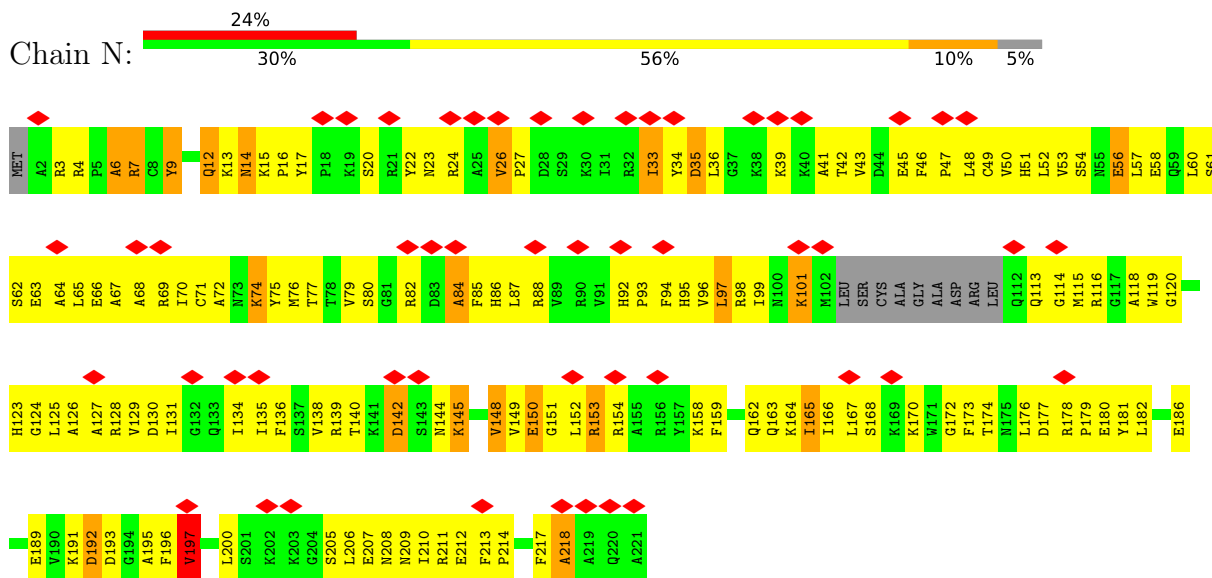 24%
Chain N:
30% 56% 10% 5%
MET A2 R3 R4 P5 A6 R7 C8 Y9 Q12 K13 N14 K15 P16 Y17 P18 K19 S20 R21 Y22 N23 R24 A25 V26 P27 D28 S29 K30 I31 R32 I33 Y34 D35 L36 G37 K38 K39 K40 A41 T42 V43 D44 E45 F46 P47 L48 C49 V50 H51 L52 V53 S54 N55 E56 L57 E58 Q59 L60 S61
S62 E63 A64 L65 E66 A67 A68 R69 I70 C71 A72 N73 K74 Y75 M76 T77 T78 V79 S80 G81 R82 D83 A84 F85 H86 L87 R88 V89 R90 V91 H92 P93 F94 H95 V96 L97 R98 I99 N100 K101 M102 LEU SER CYS ALA GLY ALA ASP ARG LEU Q112 Q113 G114 M115 R116 G117 A118 W119 G120
H123 G124 L125 A126 A127 R128 V129 D130 I131 G132 Q133 I134 I135 F136 S137 V138 R139 T140 K141 D142 S143 N144 K145 V148 V149 E150 G151 L152 R153 R154 A155 R156 Y157 K158 F159 Q162 Q163 K164 I165 I166 L167 S168 K169 K170 W171 G172 F173 T174 N175 L176 D177 R178 P179 E180 Y181 L182 E186
E189 V190 K191 D192 D193 G194 A195 F196 V197 L200 S201 K202 K203 G204 S205 L206 E207 N208 N209 I210 R211 E212 F213 P214 F217 A218 A219 Q220 A221